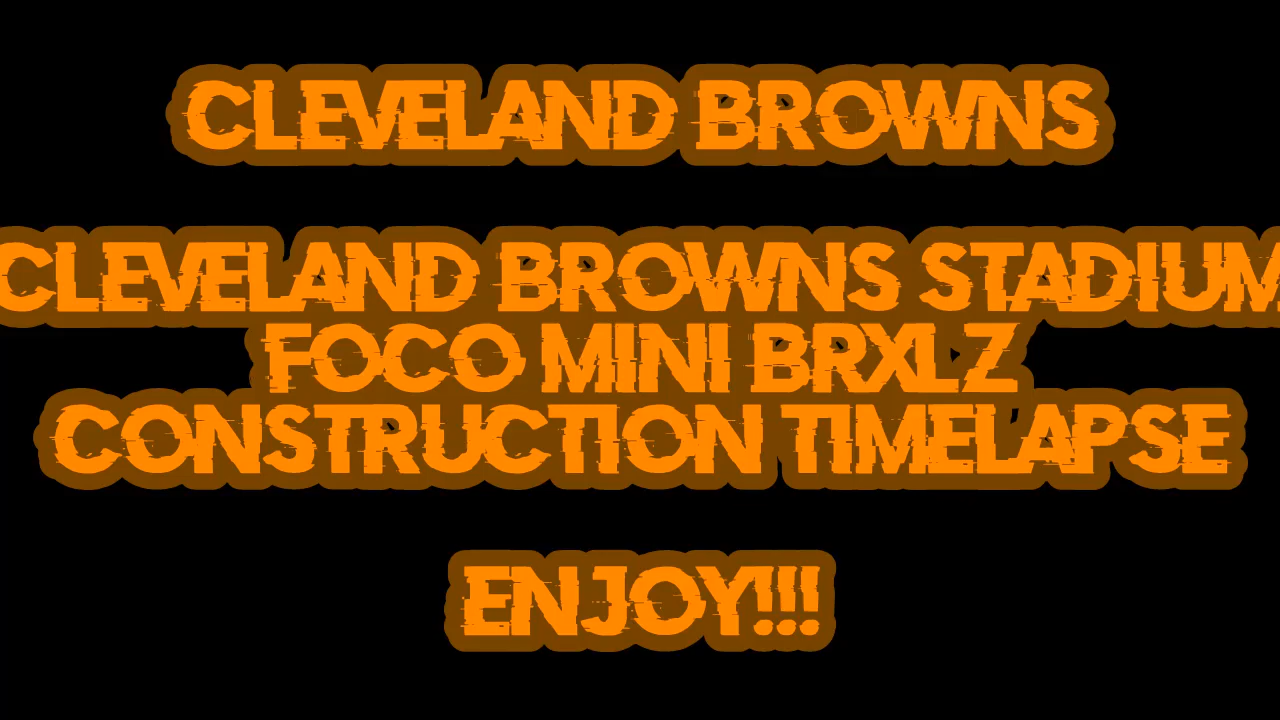 CLEVELAND BROWNS
CLEVELAND BROWNS STADIUM
FOCO MINI BRXLZ
CONSTRUCTION TIMELAPSE
ENJOY!!!